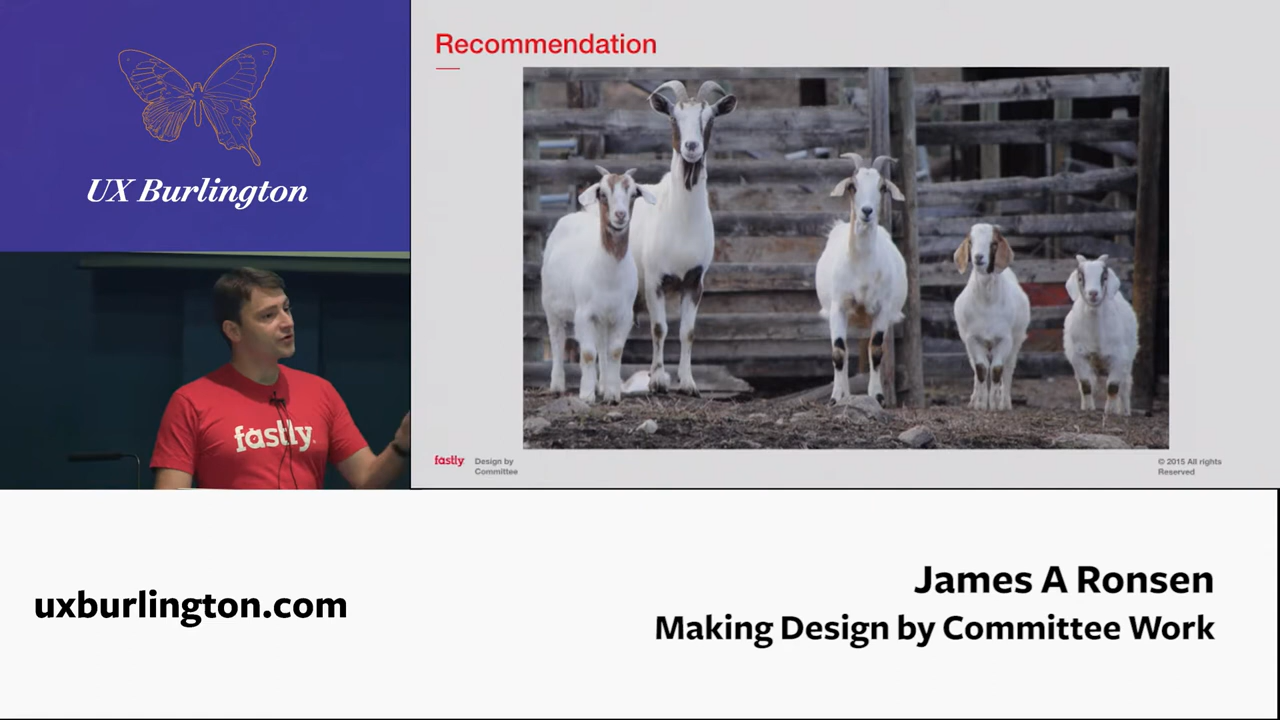 UX Burlington
fastly.
Recommendation
fastly
Design by
Committee
© 2015 All rights
Reserved
uxburlington.com
James A Ronsen
Making Design by Committee Work